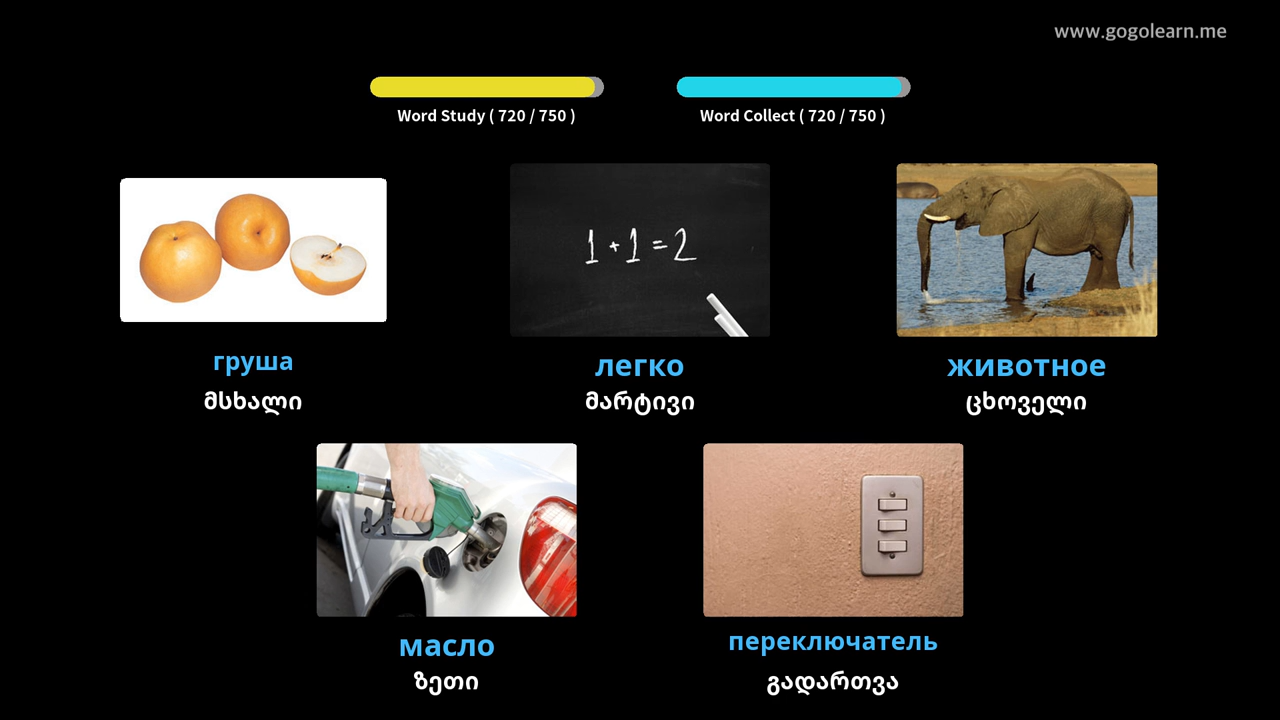 www.gogolearn.me
Word Study ( 720 / 750 )
Word Collect ( 720 / 750 )
1 + 1 = 2
груша
მსხალი
легко
მარტივი
животное
ცხოველი
масло
ზეთი
переключатель
გადართვა